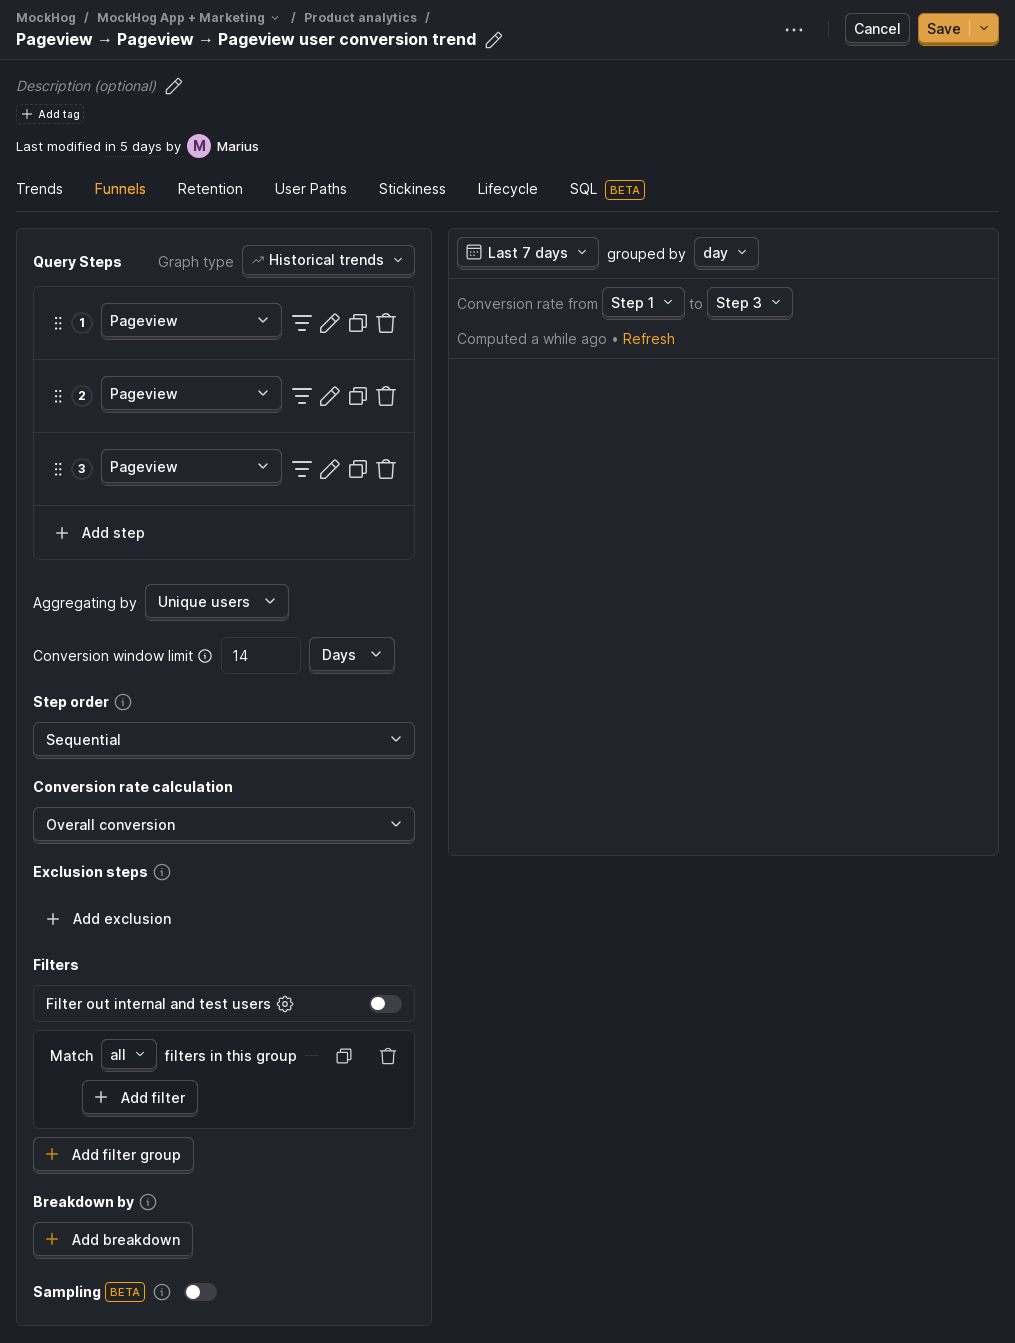 MockHog / MockHog App + Marketing / Product analytics /
Pageview → Pageview → Pageview user conversion trend
Cancel
Save
Description (optional)
Add tag
Last modified in 5 days by M Marius
Trends Funnels Retention User Paths Stickiness Lifecycle SQL BETA
Query Steps
Graph type Historical trends
1 Pageview
2 Pageview
3 Pageview
Add step
Aggregating by Unique users
Conversion window limit 14 Days
Step order
Sequential
Conversion rate calculation
Overall conversion
Exclusion steps
Add exclusion
Filters
Filter out internal and test users
Match all filters in this group
Add filter
Add filter group
Breakdown by
Add breakdown
Sampling BETA
Last 7 days grouped by day
Conversion rate from Step 1 to Step 3
Computed a while ago • Refresh